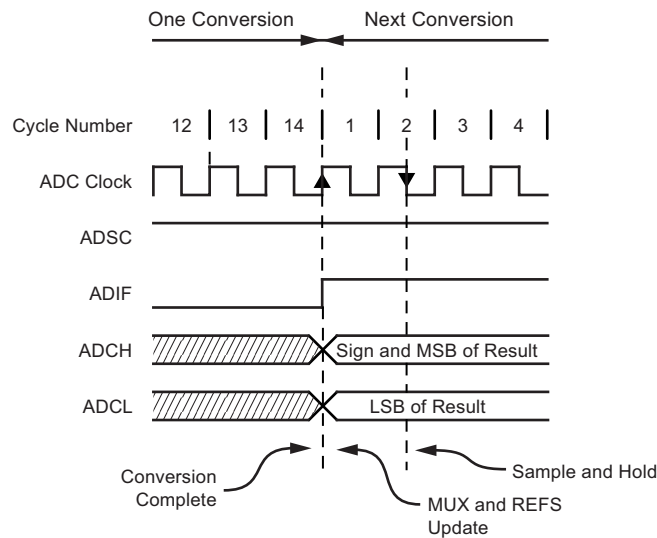 One Conversion Next Conversion
Cycle Number 12 13 14 1 2 3 4
ADC Clock
ADSC
ADIF
ADCH Sign and MSB of Result
ADCL LSB of Result
Conversion
Complete
MUX and REFS
Update
Sample and Hold